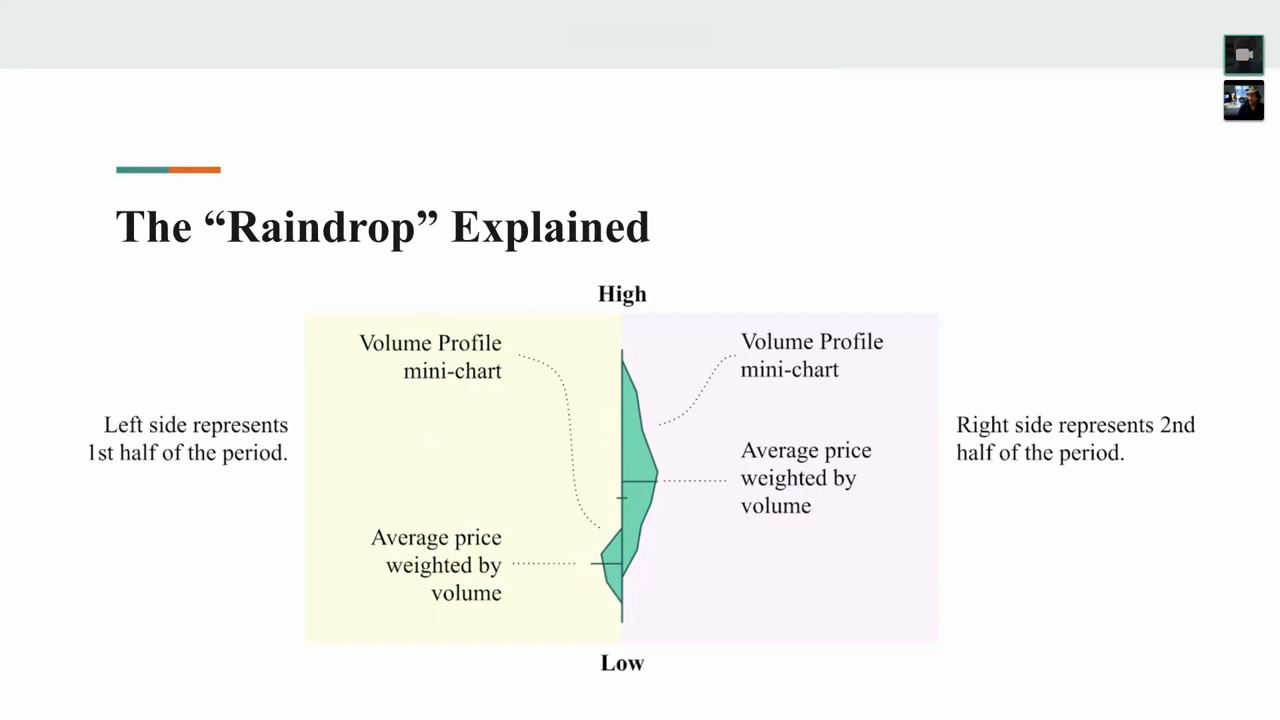 The “Raindrop” Explained
High
Volume Profile
mini-chart
Volume Profile
mini-chart
Left side represents
1st half of the period.
Right side represents 2nd
half of the period.
Average price
weighted by
volume
Average price
weighted by
volume
Low